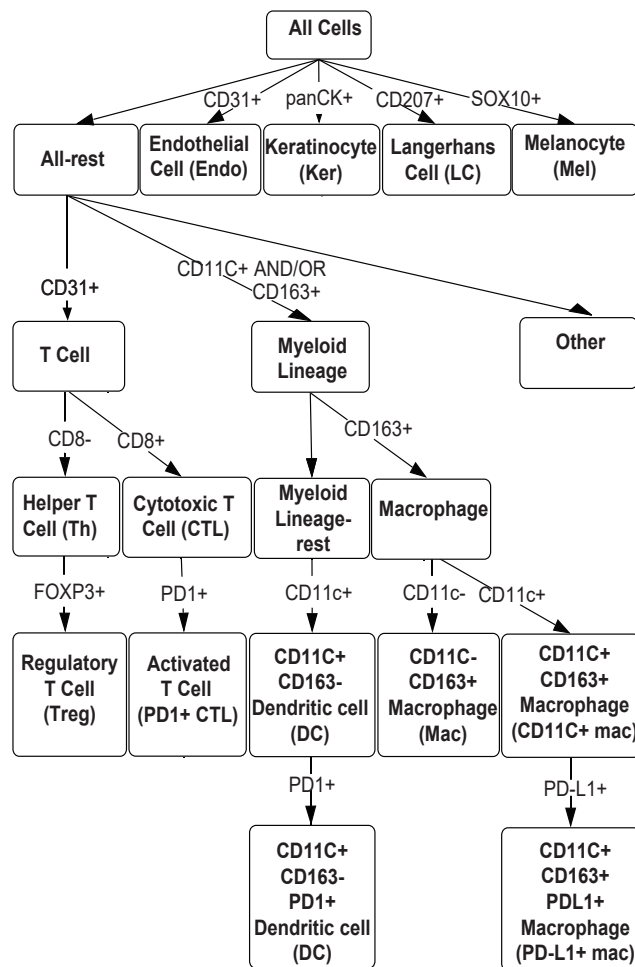 All Cells
CD31+ panCK+ CD207+ SOX10+
All-rest
Endothelial
Cell (Endo)
Keratinocyte
(Ker)
Langerhans
Cell (LC)
Melanocyte
(Mel)
CD31+
CD11C+ AND/OR
CD163+
T Cell
Myeloid
Lineage
Other
CD8- CD8+ CD163+
Helper T
Cell (Th)
Cytotoxic T
Cell (CTL)
Myeloid
Lineage-
rest
Macrophage
FOXP3+ PD1+ CD11c+ CD11c- CD11c+
Regulatory
T Cell
(Treg)
Activated
T Cell
(PD1+ CTL)
CD11C+
CD163-
Dendritic cell
(DC)
CD11C-
CD163+
Macrophage
(Mac)
CD11C+
CD163+
Macrophage
(CD11C+ mac)
PD1+ PD-L1+
CD11C+
CD163-
PD1+
Dendritic cell
(DC)
CD11C+
CD163+
PDL1+
Macrophage
(PD-L1+ mac)